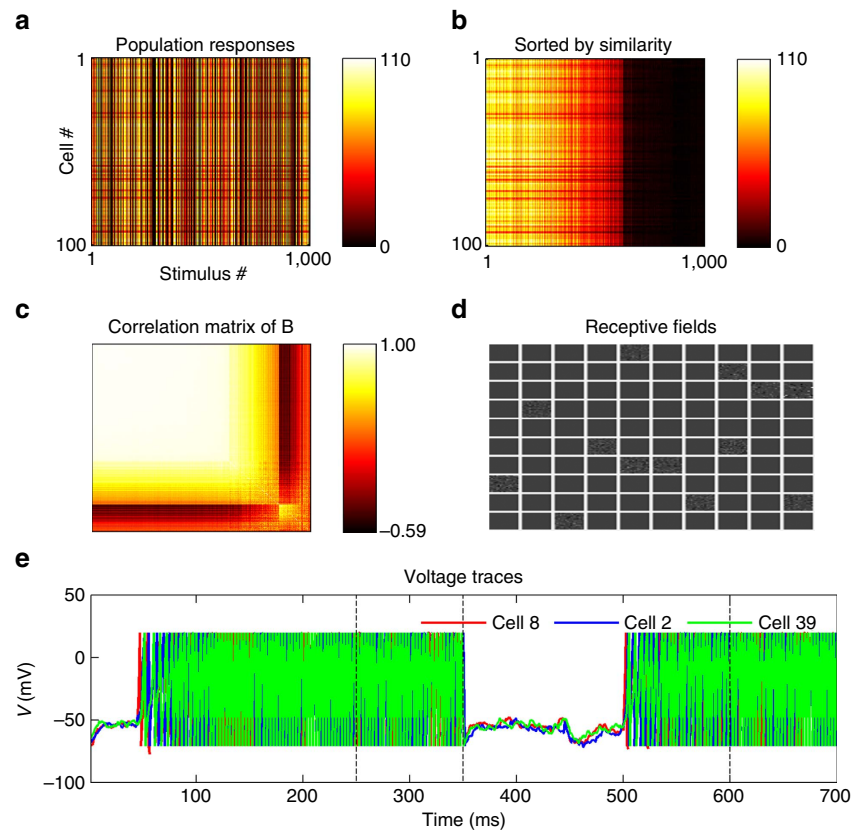 a
Population responses
1
110
Cell #
100
0
1
1,000
Stimulus #
b
Sorted by similarity
1
110
100
0
1
1,000
c
Correlation matrix of B
1.00
−0.59
d
Receptive fields
e
Voltage traces
50
0
−50
−100
V (mV)
Cell 8
Cell 2
Cell 39
100
200
300
400
500
600
700
Time (ms)